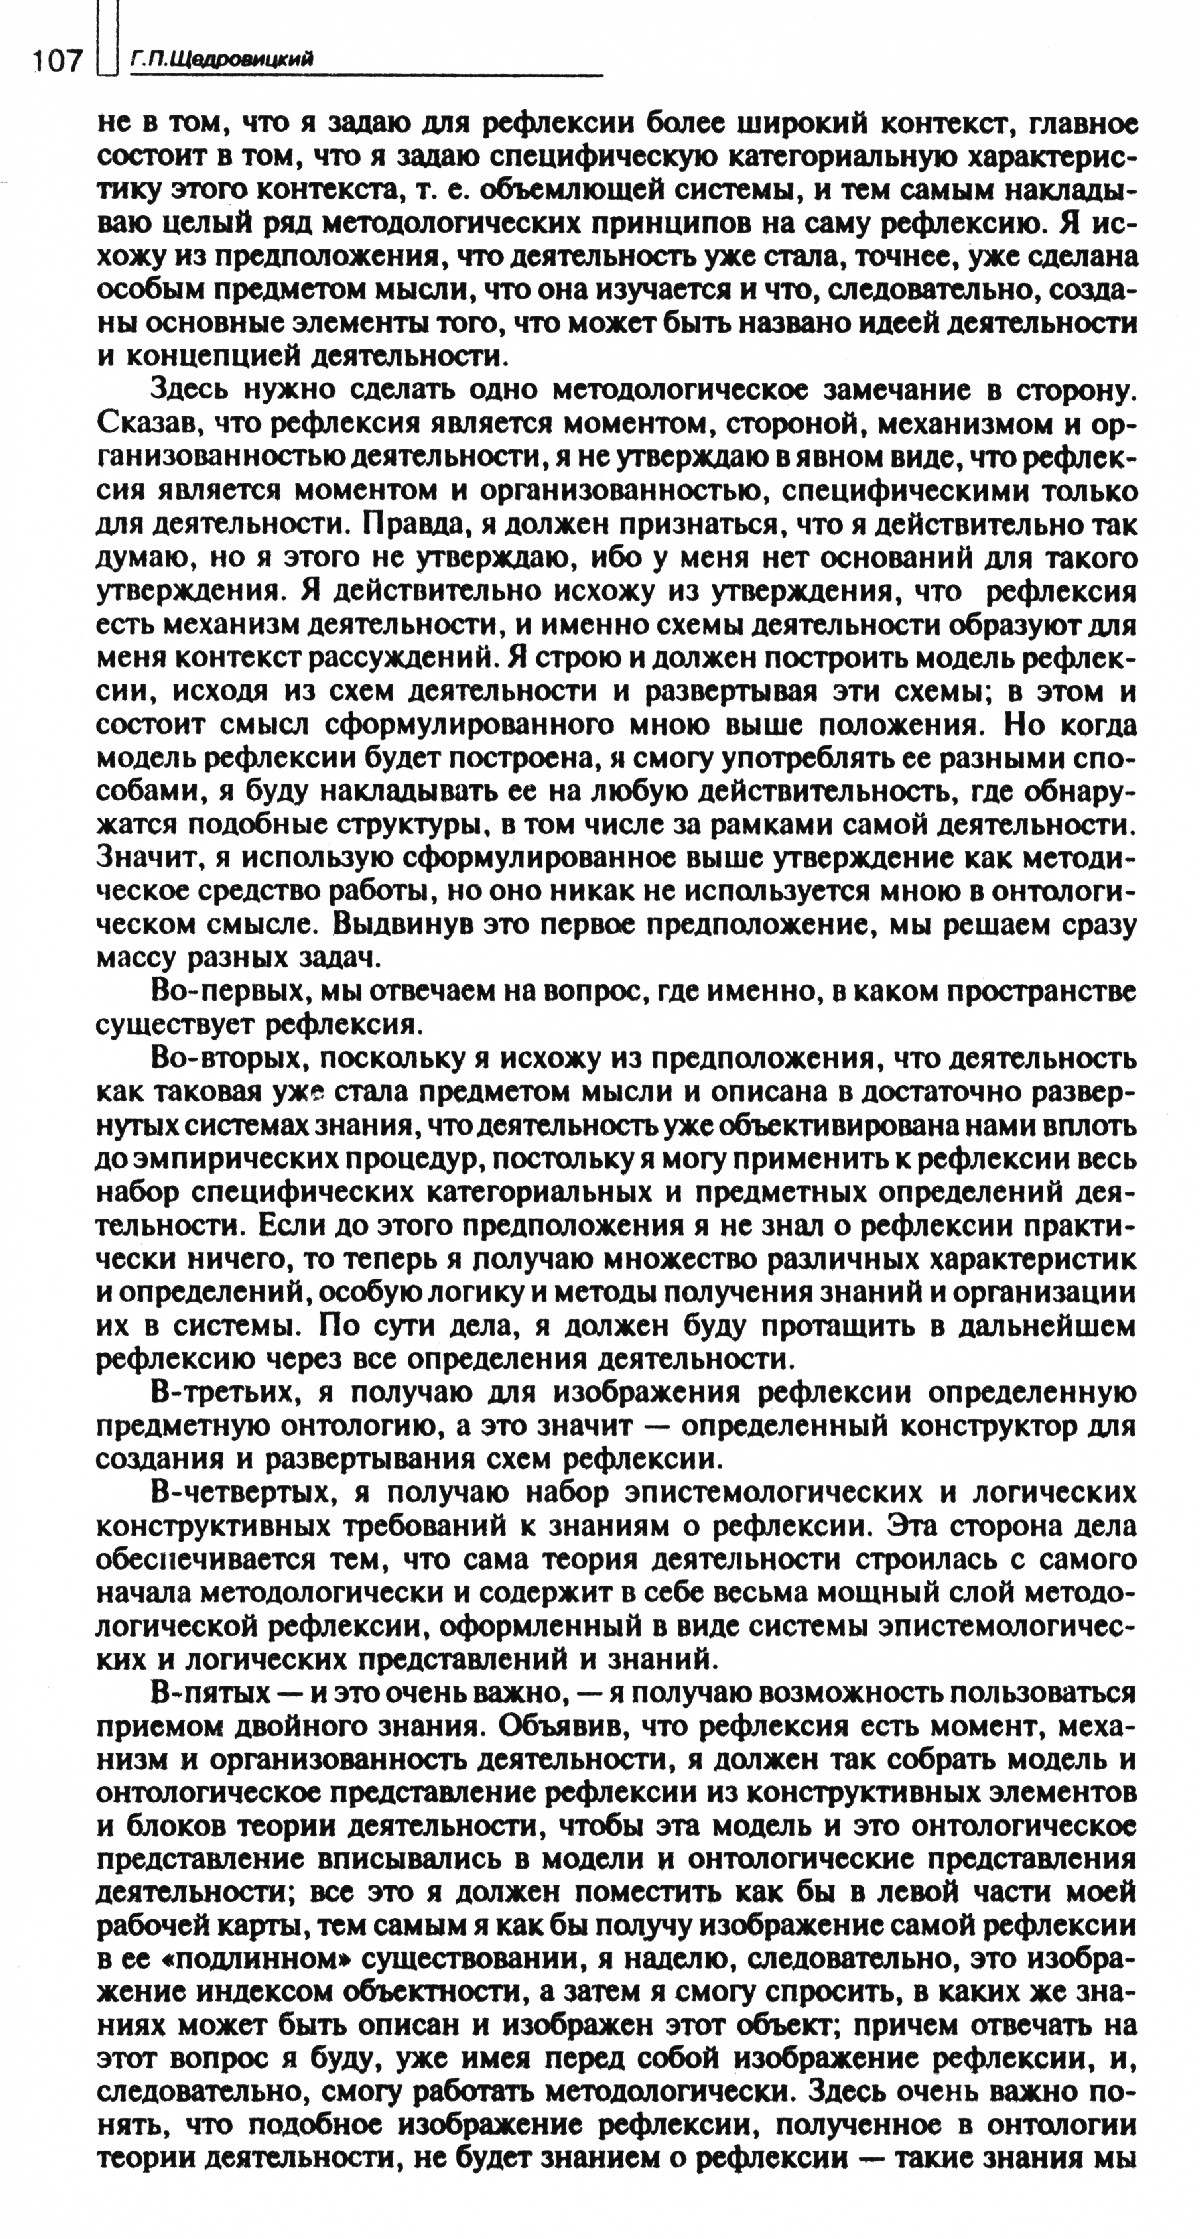 107
Г.П.Щедровицкий
не в том, что я задаю для рефлексии более широкий контекст, главное
состоит в том, что я задаю специфическую категориальную характерис-
тику этого контекста, т. е. объемлющей системы, и тем самым наклады-
ваю целый ряд методологических принципов на саму рефлексию. Я ис-
хожу из предположения, что деятельность уже стала, точнее, уже сделана
особым предметом мысли, что она изучается и что, следовательно, созда-
ны основные элементы того, что может быть названо идеей деятельности
и концепцией деятельности.
Здесь нужно сделать одно методологическое замечание в сторону.
Сказав, что рефлексия является моментом, стороной, механизмом и ор-
ганизованностью деятельности, я не утверждаю в явном виде, что рефлек-
сия является моментом и организованностью, специфическими только
для деятельности. Правда, я должен признаться, что я действительно так
думаю, но я этого не утверждаю, ибо у меня нет оснований для такого
утверждения. Я действительно исхожу из утверждения, что рефлексия
есть механизм деятельности, и именно схемы деятельности образуют для
меня контекст рассуждений. Я строю и должен построить модель рефлек-
сии, исходя из схем деятельности и развертывая эти схемы; в этом и
состоит смысл сформулированного мною выше положения. Но когда
модель рефлексии будет построена, я смогу употреблять ее разными спо-
собами, я буду накладывать ее на любую действительность, где обнару-
жатся подобные структуры, в том числе за рамками самой деятельности.
Значит, я использую сформулированное выше утверждение как методи-
ческое средство работы, но оно никак не используется мною в онтологи-
ческом смысле. Выдвинув это первое предположение, мы решаем сразу
массу разных задач.
Во-первых, мы отвечаем на вопрос, где именно, в каком пространстве
существует рефлексия.
Во-вторых, поскольку я исхожу из предположения, что деятельность
как таковая уже стала предметом мысли и описана в достаточно развер-
нутых системах знания, что деятельность уже объективирована нами вплоть
до эмпирических процедур, постольку я могу применить к рефлексии весь
набор специфических категориальных и предметных определений дея-
тельности. Если до этого предположения я не знал о рефлексии практи-
чески ничего, то теперь я получаю множество различных характеристик
и определений, особую логику и методы получения знаний и организации
их в системы. По сути дела, я должен буду протащить в дальнейшем
рефлексию через все определения деятельности.
В-третьих, я получаю для изображения рефлексии определенную
предметную онтологию, а это значит — определенный конструктор для
создания и развертывания схем рефлексии.
В-четвертых, я получаю набор эпистемологических и логических
конструктивных требований к знаниям о рефлексии. Эта сторона дела
обеспечивается тем, что сама теория деятельности строилась с самого
начала методологически и содержит в себе весьма мощный слой методо-
логической рефлексии, оформленный в виде системы эпистемологичес-
ких и логических представлений и знаний.
В-пятых — и это очень важно, — я получаю возможность пользоваться
приемом двойного знания. Объявив, что рефлексия есть момент, меха-
низм и организованность деятельности, я должен так собрать модель и
онтологическое представление рефлексии из конструктивных элементов
и блоков теории деятельности, чтобы эта модель и это онтологическое
представление вписывались в модели и онтологические представления
деятельности; все это я должен поместить как бы в левой части моей
рабочей карты, тем самым я как бы получу изображение самой рефлексии
в ее «подлинном» существовании, я наделю, следовательно, это изобра-
жение индексом объектности, а затем я смогу спросить, в каких же зна-
ниях может быть описан и изображен этот объект; причем отвечать на
этот вопрос я буду, уже имея перед собой изображение рефлексии, и,
следовательно, смогу работать методологически. Здесь очень важно по-
нять, что подобное изображение рефлексии, полученное в онтологии
теории деятельности, не будет знанием о рефлексии — такие знания мы